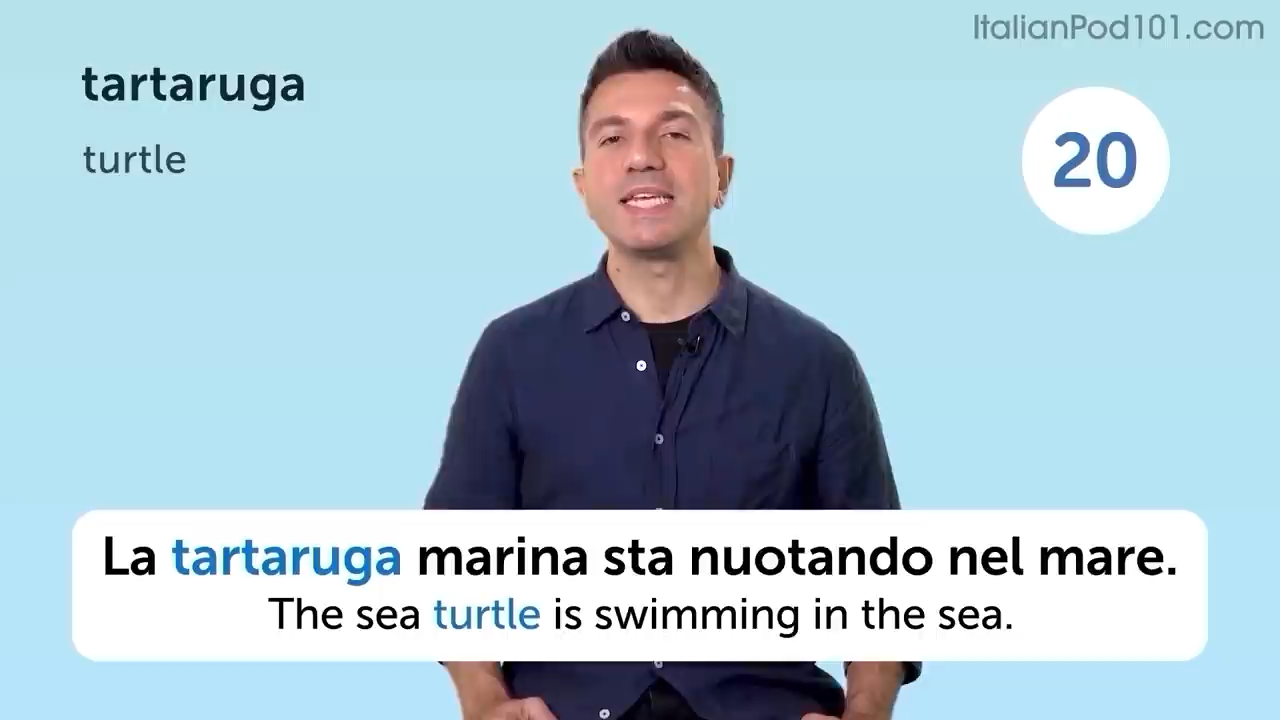 ItalianPod101.com
tartaruga
turtle
20
La tartaruga marina sta nuotando nel mare.
The sea turtle is swimming in the sea.